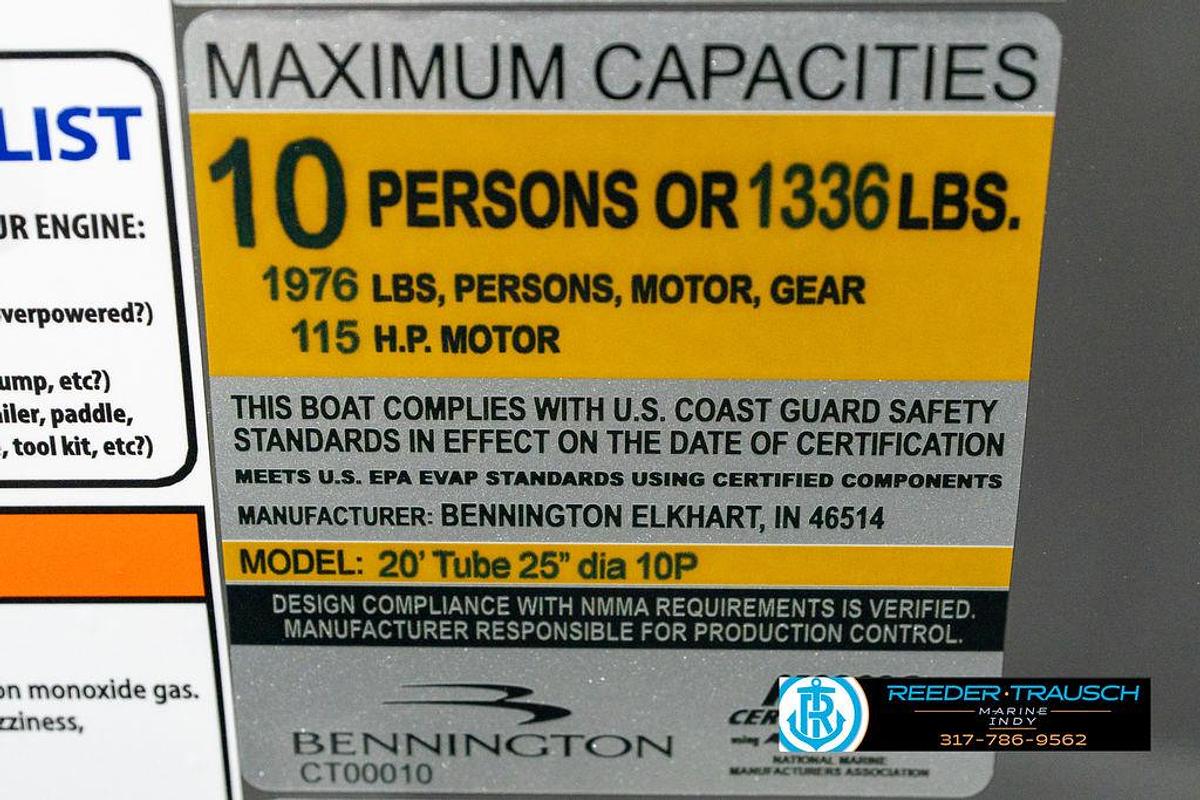 LIST
UR ENGINE:
verpowered?)
ump, etc?)
iler, paddle,
, tool kit, etc?)
on monoxide gas.
zziness,
MAXIMUM CAPACITIES
10 PERSONS OR 1336 LBS.
1976 LBS, PERSONS, MOTOR, GEAR
115 H.P. MOTOR
THIS BOAT COMPLIES WITH U.S. COAST GUARD SAFETY
STANDARDS IN EFFECT ON THE DATE OF CERTIFICATION
MEETS U.S. EPA EVAP STANDARDS USING CERTIFIED COMPONENTS
MANUFACTURER: BENNINGTON ELKHART, IN 46514
MODEL: 20' Tube 25" dia 10P
DESIGN COMPLIANCE WITH NMMA REQUIREMENTS IS VERIFIED.
MANUFACTURER RESPONSIBLE FOR PRODUCTION CONTROL.
BENNINGTON
CT00010
CER
using
NATIONAL MARINE
MANUFACTURERS ASSOCIATION
REEDER·TRAUSCH
MARINE
INDY
317-786-9562